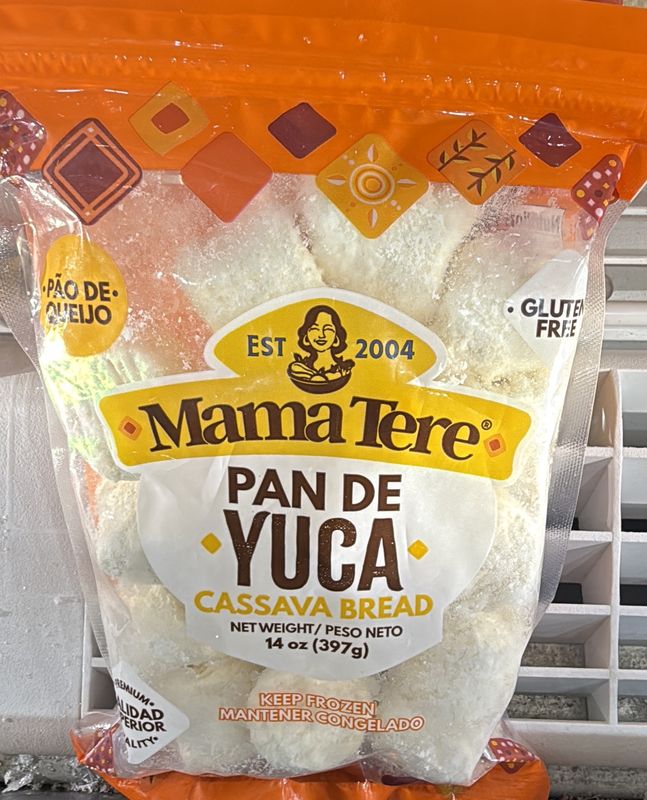 • PÃO DE •
QUEIJO
• GLUTEN
FREE
EST 2004
Mama Tere®
PAN DE
YUCA
CASSAVA BREAD
NET WEIGHT/ PESO NETO
14 oz (397g)
KEEP FROZEN
MANTENER CONGELADO